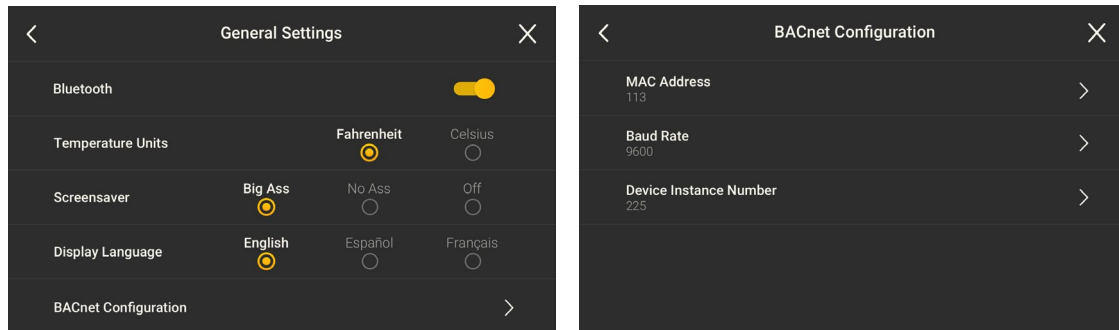 General Settings
Bluetooth
Temperature Units Fahrenheit Celsius
Screensaver Big Ass No Ass Off
Display Language English Español Français
BACnet Configuration
BACnet Configuration
MAC Address
113
Baud Rate
9600
Device Instance Number
225